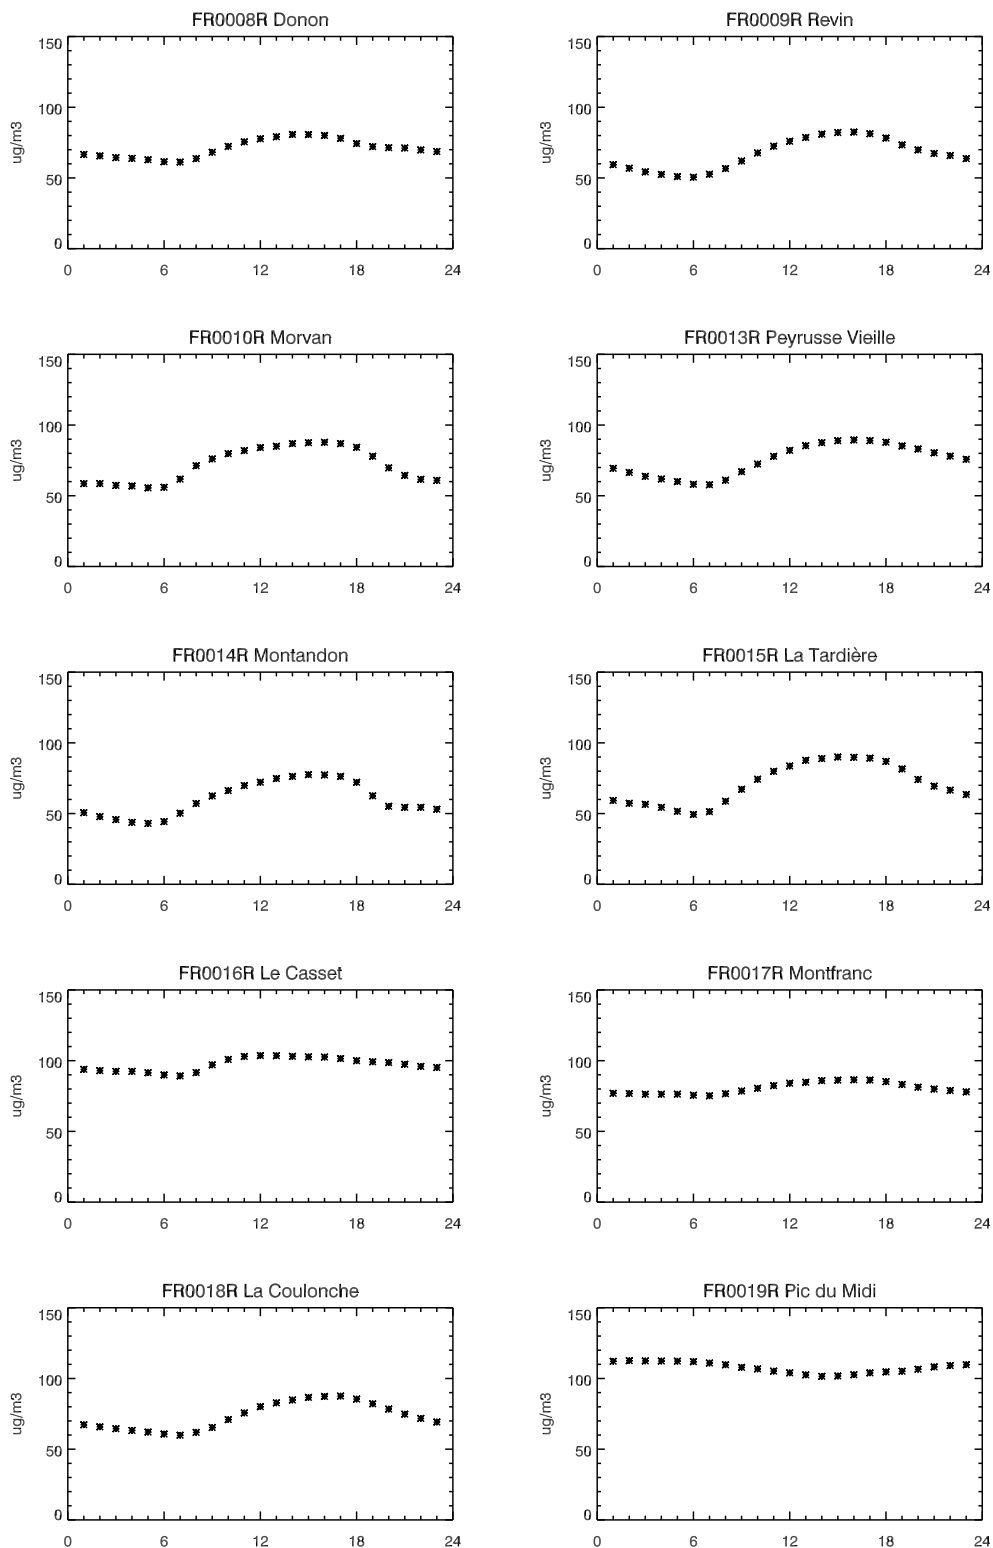 FR0008R Donon
150
100
50
0
ug/m3
0 6 12 18 24
FR0009R Revin
150
100
50
0
ug/m3
0 6 12 18 24
FR0010R Morvan
150
100
50
0
ug/m3
0 6 12 18 24
FR0013R Peyrusse Vieille
150
100
50
0
ug/m3
0 6 12 18 24
FR0014R Montandon
150
100
50
0
ug/m3
0 6 12 18 24
FR0015R La Tardière
150
100
50
0
ug/m3
0 6 12 18 24
FR0016R Le Casset
150
100
50
0
ug/m3
0 6 12 18 24
FR0017R Montfranc
150
100
50
0
ug/m3
0 6 12 18 24
FR0018R La Coulonche
150
100
50
0
ug/m3
0 6 12 18 24
FR0019R Pic du Midi
150
100
50
0
ug/m3
0 6 12 18 24